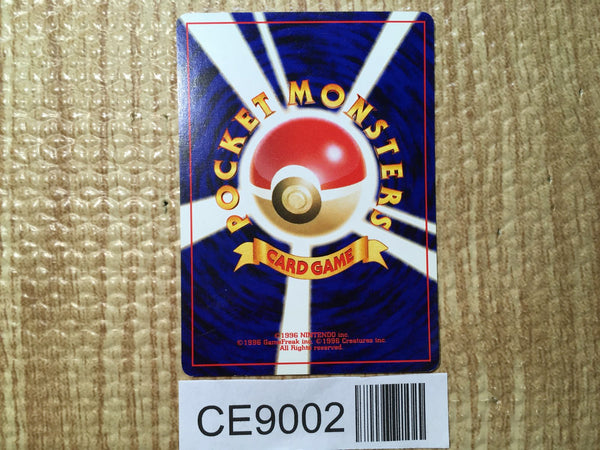 POCKET MONSTERS
CARD GAME
©1996 NINTENDO inc.
©1996 GameFreak inc. ©1996 Creatures inc.
All Rights reserved.
CE9002